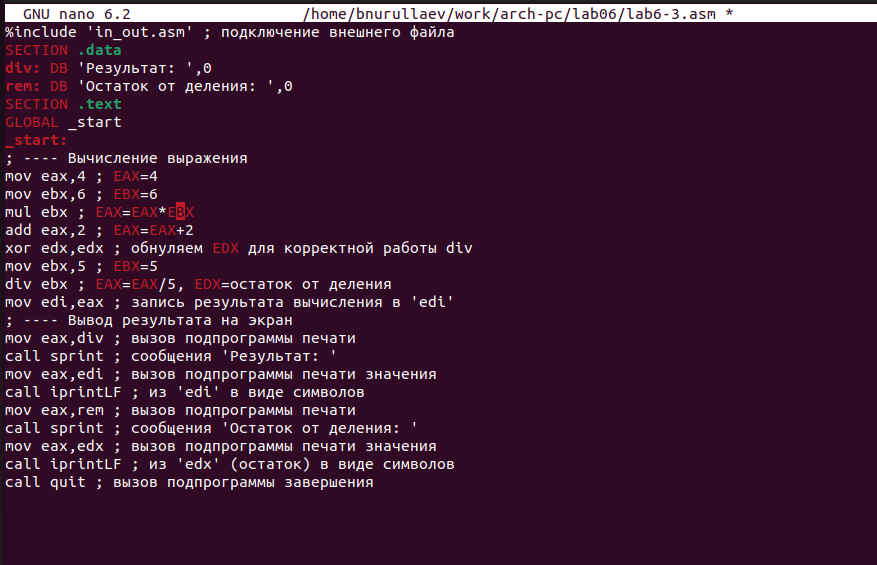 GNU nano 6.2 /home/bnurullaev/work/arch-pc/lab06/lab6-3.asm *
%include 'in_out.asm' ; подключение внешнего файла
SECTION .data
div: DB 'Результат: ',0
rem: DB 'Остаток от деления: ',0
SECTION .text
GLOBAL _start
_start:
; ---- Вычисление выражения
mov eax,4 ; EAX=4
mov ebx,6 ; EBX=6
mul ebx ; EAX=EAX*EBX
add eax,2 ; EAX=EAX+2
xor edx,edx ; обнуляем EDX для корректной работы div
mov ebx,5 ; EBX=5
div ebx ; EAX=EAX/5, EDX=остаток от деления
mov edi,eax ; запись результата вычисления в 'edi'
; ---- Вывод результата на экран
mov eax,div ; вызов подпрограммы печати
call sprint ; сообщения 'Результат: '
mov eax,edi ; вызов подпрограммы печати значения
call iprintLF ; из 'edi' в виде символов
mov eax,rem ; вызов подпрограммы печати
call sprint ; сообщения 'Остаток от деления: '
mov eax,edx ; вызов подпрограммы печати значения
call iprintLF ; из 'edx' (остаток) в виде символов
call quit ; вызов подпрограммы завершения